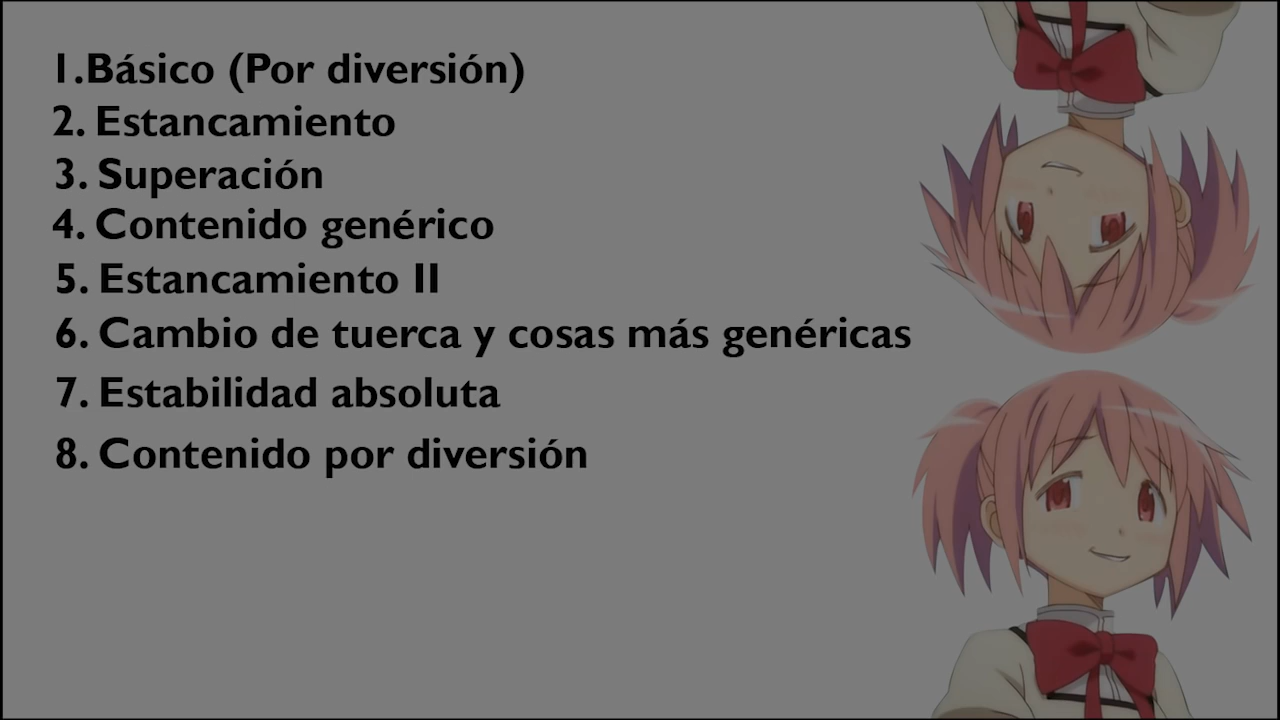 1.Básico (Por diversión)
2. Estancamiento
3. Superación
4. Contenido genérico
5. Estancamiento II
6. Cambio de tuerca y cosas más genéricas
7. Estabilidad absoluta
8. Contenido por diversión